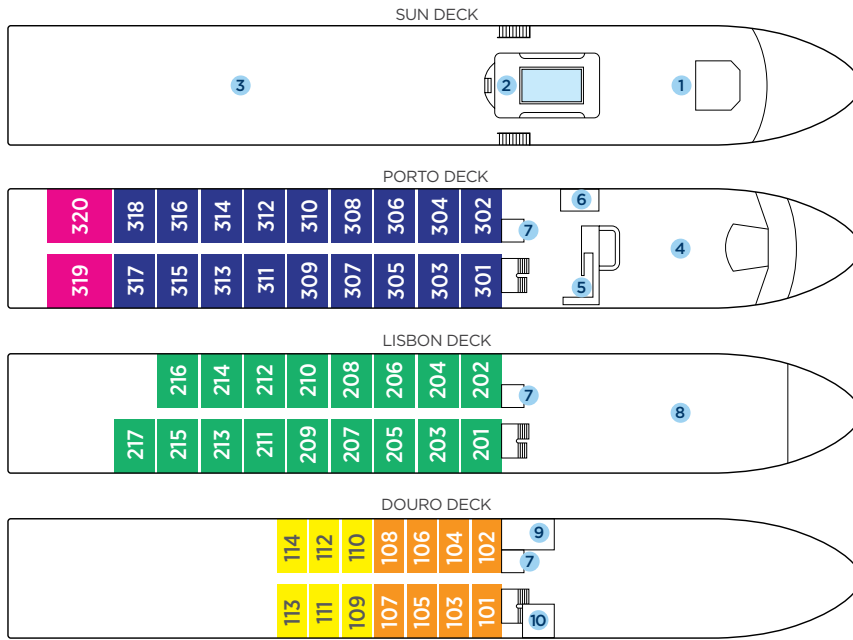 SUN DECK
3 2 1
PORTO DECK
320 318 316 314 312 310 308 306 304 302
6
7
4
319 317 315 313 311 309 307 305 303 301
5
LISBON DECK
216 214 212 210 208 206 204 202
7
8
217 215 213 211 209 207 205 203 201
DOURO DECK
114 112 110 108 106 104 102
9
7
113 111 109 107 105 103 101
10